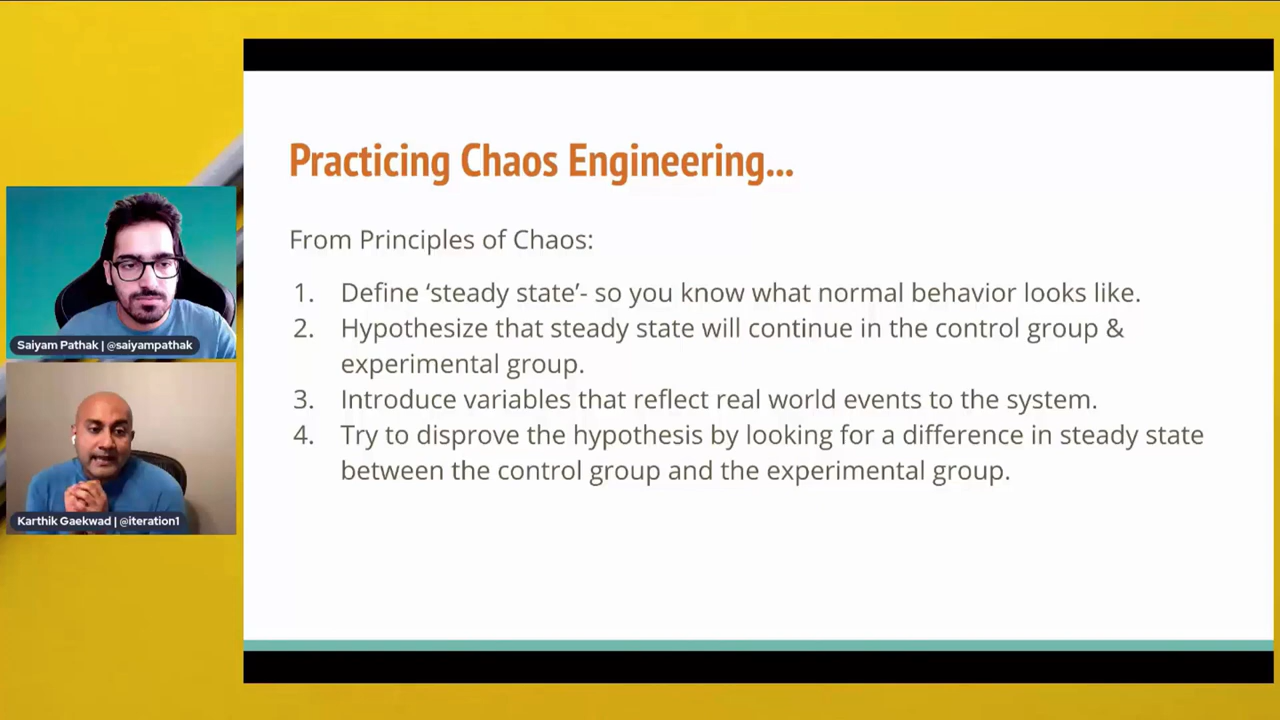 Practicing Chaos Engineering...
From Principles of Chaos:
1. Define ‘steady state’- so you know what normal behavior looks like.
2. Hypothesize that steady state will continue in the control group &
experimental group.
3. Introduce variables that reflect real world events to the system.
4. Try to disprove the hypothesis by looking for a difference in steady state
between the control group and the experimental group.
Saiyam Pathak | @saiyampathak
Karthik Gaekwad | @iteration1